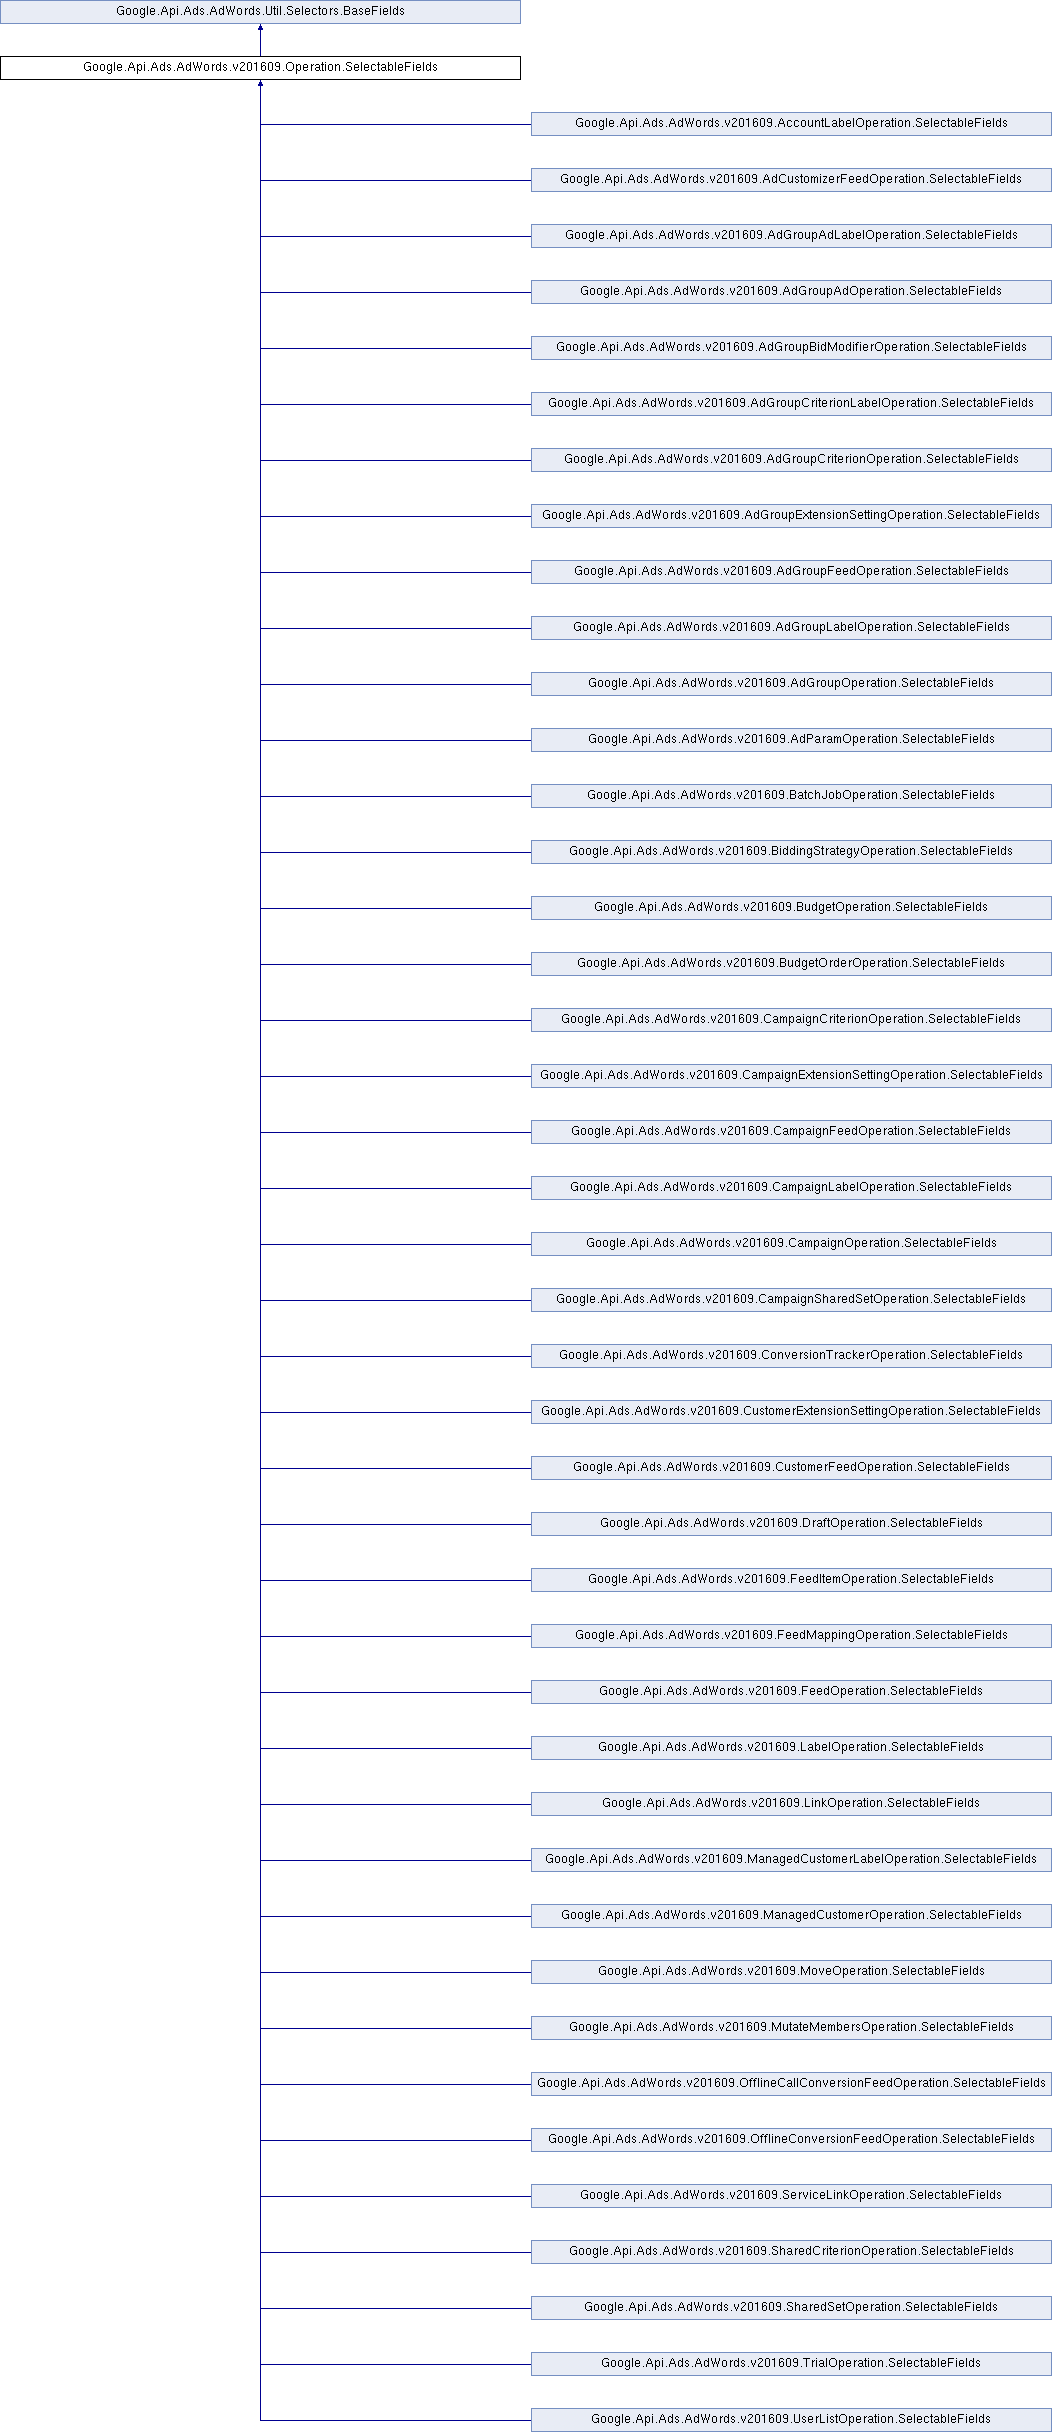 Google.Api.Ads.AdWords.Util.Selectors.BaseFields
Google.Api.Ads.AdWords.v201609.Operation.SelectableFields
Google.Api.Ads.AdWords.v201609.AccountLabelOperation.SelectableFields
Google.Api.Ads.AdWords.v201609.AdCustomizerFeedOperation.SelectableFields
Google.Api.Ads.AdWords.v201609.AdGroupAdLabelOperation.SelectableFields
Google.Api.Ads.AdWords.v201609.AdGroupAdOperation.SelectableFields
Google.Api.Ads.AdWords.v201609.AdGroupBidModifierOperation.SelectableFields
Google.Api.Ads.AdWords.v201609.AdGroupCriterionLabelOperation.SelectableFields
Google.Api.Ads.AdWords.v201609.AdGroupCriterionOperation.SelectableFields
Google.Api.Ads.AdWords.v201609.AdGroupExtensionSettingOperation.SelectableFields
Google.Api.Ads.AdWords.v201609.AdGroupFeedOperation.SelectableFields
Google.Api.Ads.AdWords.v201609.AdGroupLabelOperation.SelectableFields
Google.Api.Ads.AdWords.v201609.AdGroupOperation.SelectableFields
Google.Api.Ads.AdWords.v201609.AdParamOperation.SelectableFields
Google.Api.Ads.AdWords.v201609.BatchJobOperation.SelectableFields
Google.Api.Ads.AdWords.v201609.BiddingStrategyOperation.SelectableFields
Google.Api.Ads.AdWords.v201609.BudgetOperation.SelectableFields
Google.Api.Ads.AdWords.v201609.BudgetOrderOperation.SelectableFields
Google.Api.Ads.AdWords.v201609.CampaignCriterionOperation.SelectableFields
Google.Api.Ads.AdWords.v201609.CampaignExtensionSettingOperation.SelectableFields
Google.Api.Ads.AdWords.v201609.CampaignFeedOperation.SelectableFields
Google.Api.Ads.AdWords.v201609.CampaignLabelOperation.SelectableFields
Google.Api.Ads.AdWords.v201609.CampaignOperation.SelectableFields
Google.Api.Ads.AdWords.v201609.CampaignSharedSetOperation.SelectableFields
Google.Api.Ads.AdWords.v201609.ConversionTrackerOperation.SelectableFields
Google.Api.Ads.AdWords.v201609.CustomerExtensionSettingOperation.SelectableFields
Google.Api.Ads.AdWords.v201609.CustomerFeedOperation.SelectableFields
Google.Api.Ads.AdWords.v201609.DraftOperation.SelectableFields
Google.Api.Ads.AdWords.v201609.FeedItemOperation.SelectableFields
Google.Api.Ads.AdWords.v201609.FeedMappingOperation.SelectableFields
Google.Api.Ads.AdWords.v201609.FeedOperation.SelectableFields
Google.Api.Ads.AdWords.v201609.LabelOperation.SelectableFields
Google.Api.Ads.AdWords.v201609.LinkOperation.SelectableFields
Google.Api.Ads.AdWords.v201609.ManagedCustomerLabelOperation.SelectableFields
Google.Api.Ads.AdWords.v201609.ManagedCustomerOperation.SelectableFields
Google.Api.Ads.AdWords.v201609.MoveOperation.SelectableFields
Google.Api.Ads.AdWords.v201609.MutateMembersOperation.SelectableFields
Google.Api.Ads.AdWords.v201609.OfflineCallConversionFeedOperation.SelectableFields
Google.Api.Ads.AdWords.v201609.OfflineConversionFeedOperation.SelectableFields
Google.Api.Ads.AdWords.v201609.ServiceLinkOperation.SelectableFields
Google.Api.Ads.AdWords.v201609.SharedCriterionOperation.SelectableFields
Google.Api.Ads.AdWords.v201609.SharedSetOperation.SelectableFields
Google.Api.Ads.AdWords.v201609.TrialOperation.SelectableFields
Google.Api.Ads.AdWords.v201609.UserListOperation.SelectableFields